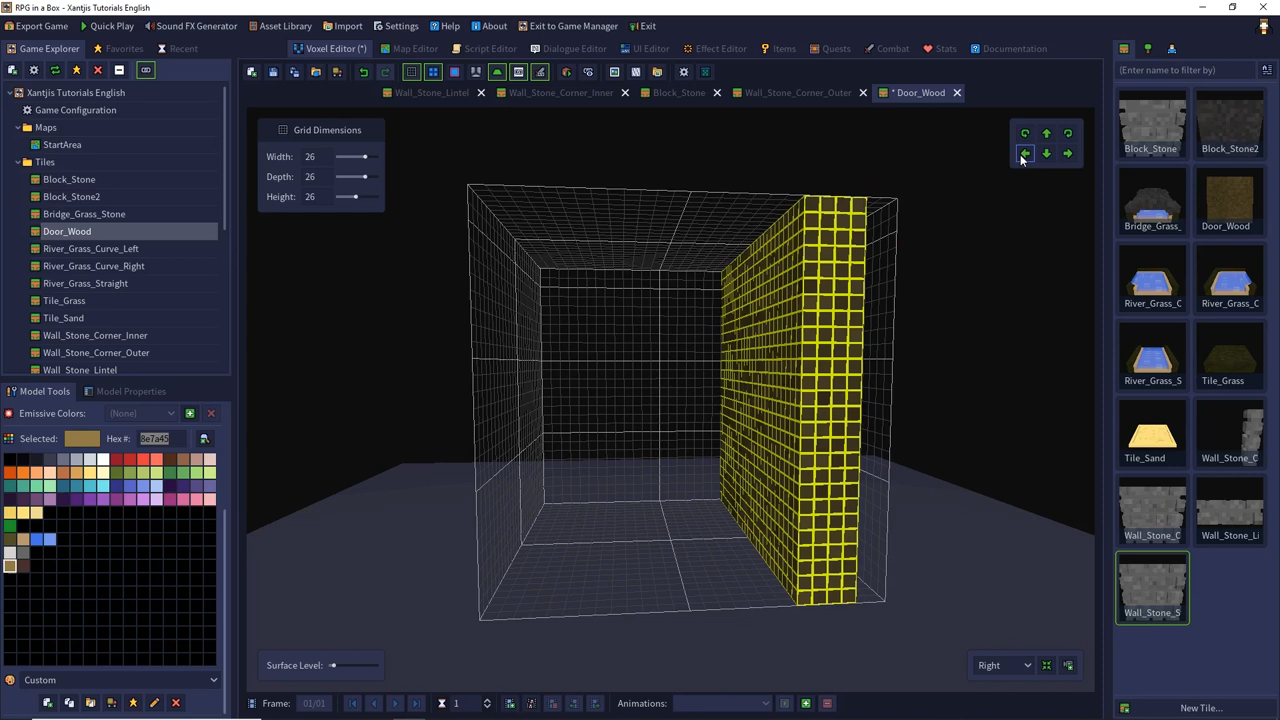 RPG in a Box - Xantjis Tutorials English
Export Game Quick Play Sound FX Generator Asset Library Import Settings Help About Exit to Game Manager Exit
Game Explorer Favorites Recent
Voxel Editor (*) Map Editor Script Editor Dialogue Editor UI Editor Effect Editor Items Quests Combat Stats Documentation
(Enter name to filter by)
Wall_Stone_Lintel Wall_Stone_Corner_Inner Block_Stone Wall_Stone_Corner_Outer * Door_Wood
Xantjis Tutorials English
Game Configuration
Maps
StartArea
Tiles
Block_Stone
Block_Stone2
Bridge_Grass_Stone
Door_Wood
River_Grass_Curve_Left
River_Grass_Curve_Right
River_Grass_Straight
Tile_Grass
Tile_Sand
Wall_Stone_Corner_Inner
Wall_Stone_Corner_Outer
Wall_Stone_Lintel
Grid Dimensions
Width: 26
Depth: 26
Height: 26
Model Tools Model Properties
Emissive Colors: (None)
Selected: Hex #: 8e7a45
Custom
Surface Level:
Right
Frame: 01/01 1 Animations:
Block_Stone Block_Stone2
Bridge_Grass_ Door_Wood
River_Grass_C River_Grass_C
River_Grass_S Tile_Grass
Tile_Sand Wall_Stone_C
Wall_Stone_C Wall_Stone_Li
Wall_Stone_S
New Tile...